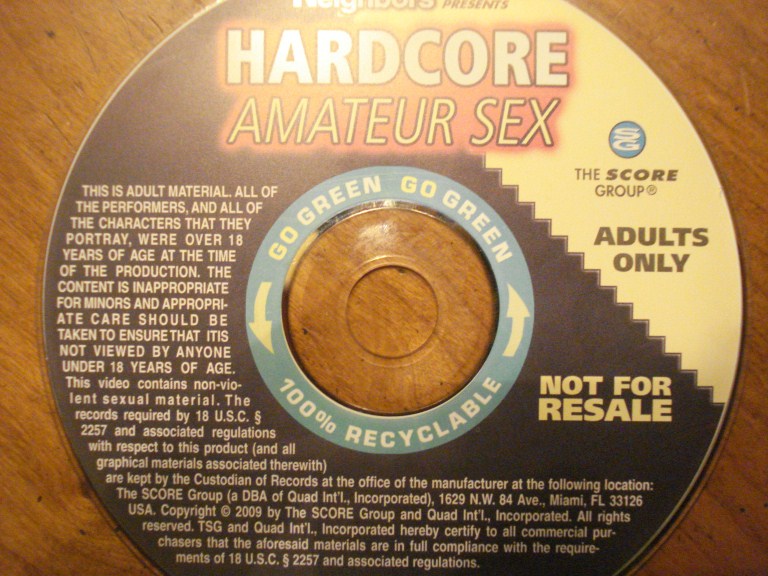 Neighbors PRESENTS
HARDCORE
AMATEUR SEX
SG
THE SCORE
GROUP®
ADULTS
ONLY
NOT FOR
RESALE
GO GREEN GO GREEN
100% RECYCLABLE
THIS IS ADULT MATERIAL. ALL OF
THE PERFORMERS, AND ALL OF
THE CHARACTERS THAT THEY
PORTRAY, WERE OVER 18
YEARS OF AGE AT THE TIME
OF THE PRODUCTION. THE
CONTENT IS INAPPROPRIATE
FOR MINORS AND APPROPRI-
ATE CARE SHOULD BE
TAKEN TO ENSURE THAT IT IS
NOT VIEWED BY ANYONE
UNDER 18 YEARS OF AGE.
This video contains non-vio-
lent sexual material. The
records required by 18 U.S.C. §
2257 and associated regulations
with respect to this product (and all
graphical materials associated therewith)
are kept by the Custodian of Records at the office of the manufacturer at the following location:
The SCORE Group (a DBA of Quad Int'l., Incorporated), 1629 N.W. 84 Ave., Miami, FL 33126
USA. Copyright © 2009 by The SCORE Group and Quad Int'l., Incorporated. All rights
reserved. TSG and Quad Int'l., Incorporated hereby certify to all commercial pur-
chasers that the aforesaid materials are in full compliance with the require-
ments of 18 U.S.C. § 2257 and associated regulations.